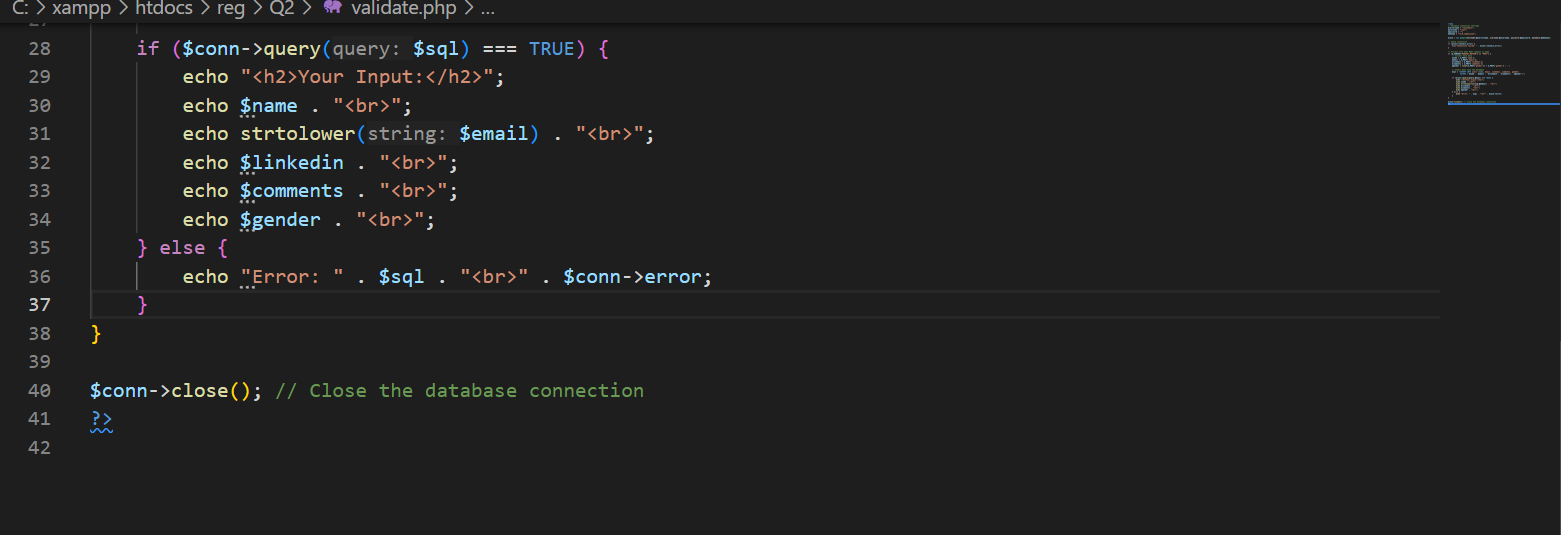 C: > xampp > htdocs > reg > Q2 > validate.php > ...
28 if ($conn->query(query: $sql) === TRUE) {
29 echo "<h2>Your Input:</h2>";
30 echo $name . "<br>";
31 echo strtolower(string: $email) . "<br>";
32 echo $linkedin . "<br>";
33 echo $comments . "<br>";
34 echo $gender . "<br>";
35 } else {
36 echo "Error: " . $sql . "<br>" . $conn->error;
37 }
38 }
39
40 $conn->close(); // Close the database connection
41 ?>
42